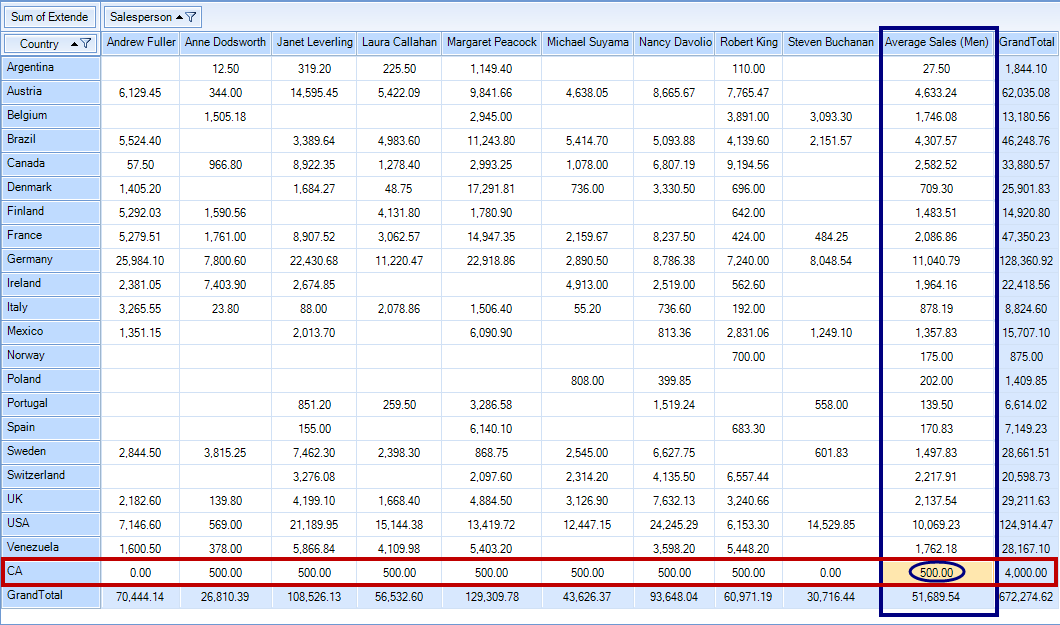 Sum of Extende Salesperson
Country Andrew Fuller Anne Dodsworth Janet Leverling Laura Callahan Margaret Peacock Michael Suyama Nancy Davolio Robert King Steven Buchanan Average Sales (Men) GrandTotal
Argentina 12.50 319.20 225.50 1,149.40 110.00 27.50 1,844.10
Austria 6,129.45 344.00 14,595.45 5,422.09 9,841.66 4,638.05 8,665.67 7,765.47 4,633.24 62,035.08
Belgium 1,505.18 2,945.00 3,891.00 3,093.30 1,746.08 13,180.56
Brazil 5,524.40 3,389.64 4,983.60 11,243.80 5,414.70 5,093.88 4,139.60 2,151.57 4,307.57 46,248.76
Canada 57.50 966.80 8,922.35 1,278.40 2,993.25 1,078.00 6,807.19 9,194.56 2,582.52 33,880.57
Denmark 1,405.20 1,684.27 48.75 17,291.81 736.00 3,330.50 696.00 709.30 25,901.83
Finland 5,292.03 1,590.56 4,131.80 1,780.90 642.00 1,483.51 14,920.80
France 5,279.51 1,761.00 8,907.52 3,062.57 14,947.35 2,159.67 8,237.50 424.00 484.25 2,086.86 47,350.23
Germany 25,984.10 7,800.60 22,430.68 11,220.47 22,918.86 2,890.50 8,786.38 7,240.00 8,048.54 11,040.79 128,360.92
Ireland 2,381.05 7,403.90 2,674.85 4,913.00 2,519.00 562.60 1,964.16 22,418.56
Italy 3,265.55 23.80 88.00 2,078.86 1,506.40 55.20 736.60 192.00 878.19 8,824.60
Mexico 1,351.15 2,013.70 6,090.90 813.36 2,831.06 1,249.10 1,357.83 15,707.10
Norway 700.00 175.00 875.00
Poland 808.00 399.85 202.00 1,409.85
Portugal 851.20 259.50 3,286.58 1,519.24 558.00 139.50 6,614.02
Spain 155.00 6,140.10 683.30 170.83 7,149.23
Sweden 2,844.50 3,815.25 7,462.30 2,398.30 868.75 2,545.00 6,627.75 601.83 1,497.83 28,661.51
Switzerland 3,276.08 2,097.60 2,314.20 4,135.50 6,557.44 2,217.91 20,598.73
UK 2,182.60 139.80 4,199.10 1,668.40 4,884.50 3,126.90 7,632.13 3,240.66 2,137.54 29,211.63
USA 7,146.60 569.00 21,189.95 15,144.38 13,419.72 12,447.15 24,245.29 6,153.30 14,529.85 10,069.23 124,914.47
Venezuela 1,600.50 378.00 5,866.84 4,109.98 5,403.20 3,598.20 5,448.20 1,762.18 28,167.10
CA 0.00 500.00 500.00 500.00 500.00 500.00 500.00 500.00 0.00 500.00 4,000.00
GrandTotal 70,444.14 26,810.39 108,526.13 56,532.60 129,309.78 43,626.37 93,648.04 60,971.19 30,716.44 51,689.54 672,274.62